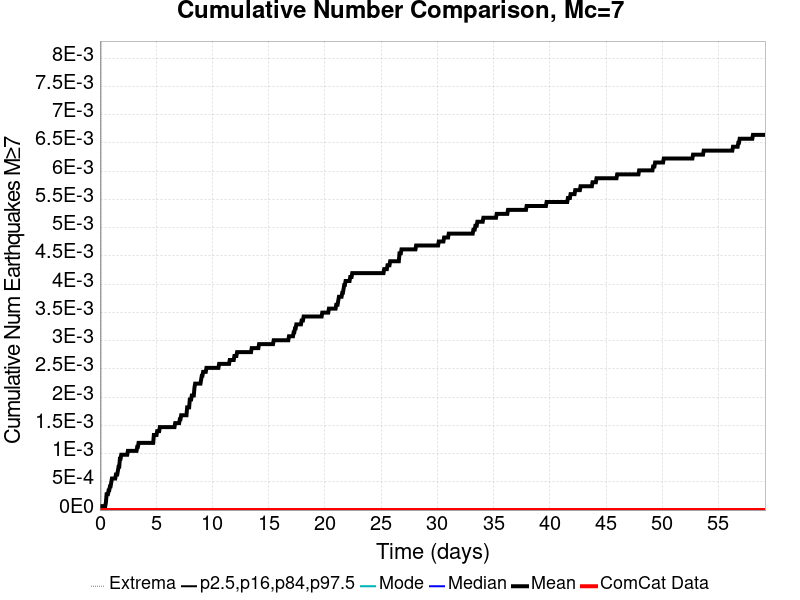 Cumulative Number Comparison, Mc=7
Cumulative Num Earthquakes M≥7
8E-3
7.5E-3
7E-3
6.5E-3
6E-3
5.5E-3
5E-3
4.5E-3
4E-3
3.5E-3
3E-3
2.5E-3
2E-3
1.5E-3
1E-3
5E-4
0E0
0 5 10 15 20 25 30 35 40 45 50 55
Time (days)
Extrema p2.5,p16,p84,p97.5 Mode Median Mean ComCat Data